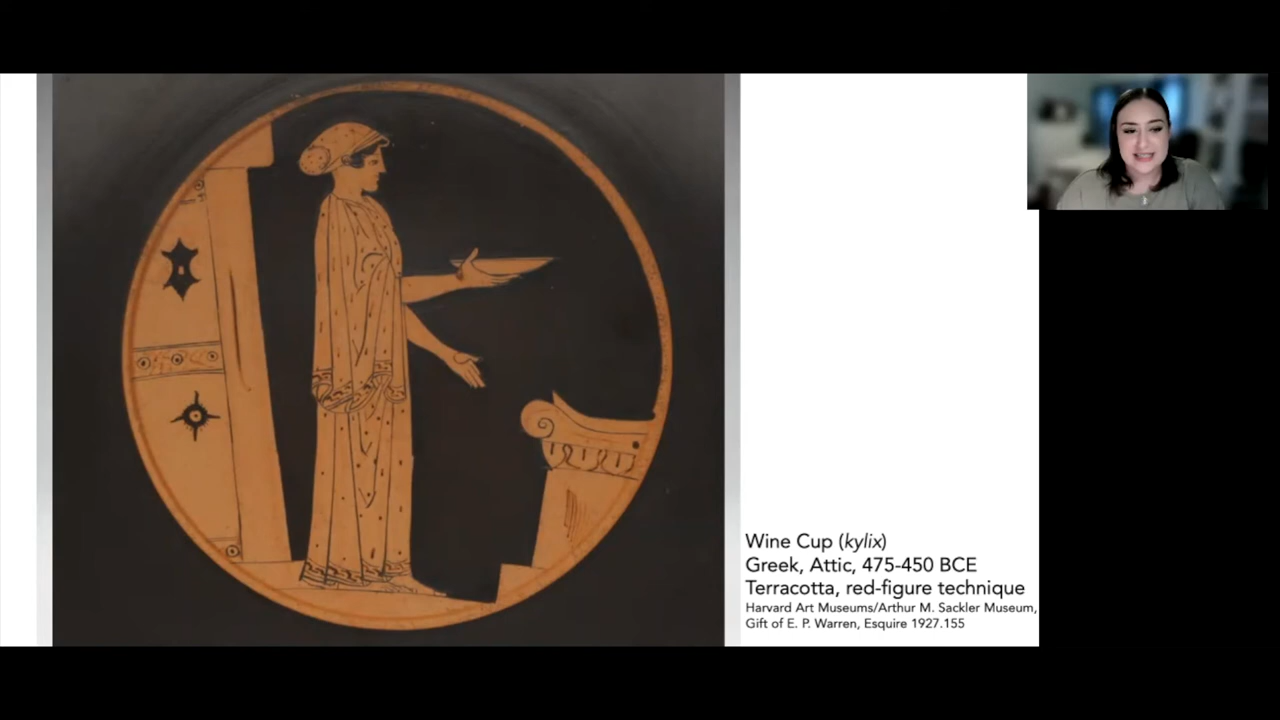 Wine Cup (kylix)
Greek, Attic, 475-450 BCE
Terracotta, red-figure technique
Harvard Art Museums/Arthur M. Sackler Museum,
Gift of E. P. Warren, Esquire 1927.155